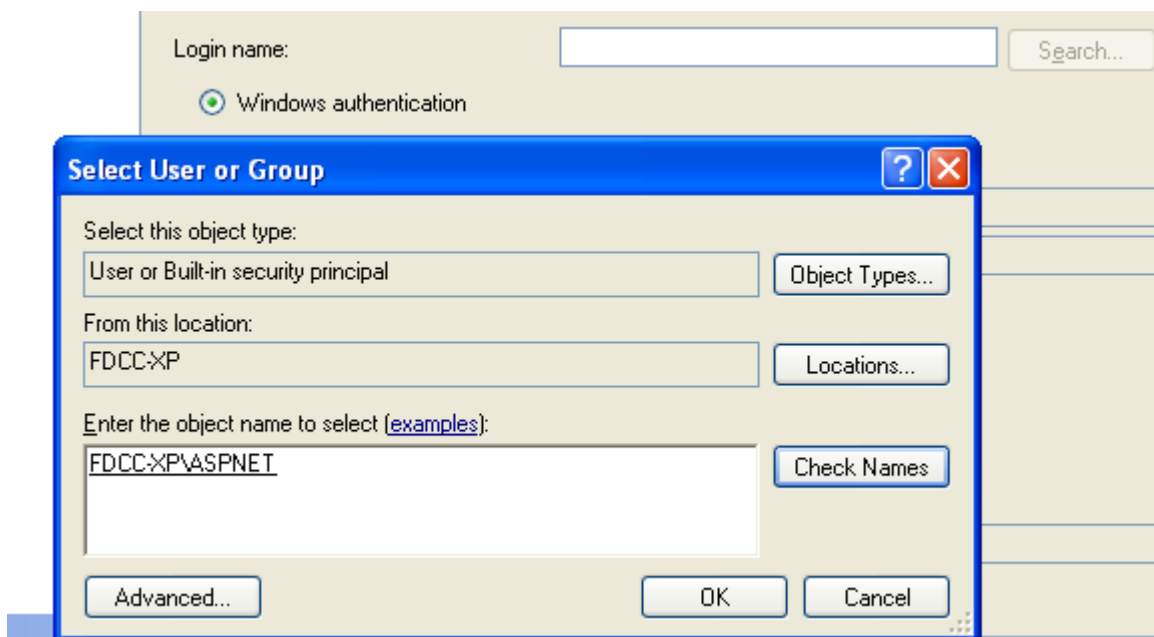 Login name:
Search...
Windows authentication
Select User or Group
?
Select this object type:
User or Built-in security principal
Object Types...
From this location:
FDCC-XP
Locations...
Enter the object name to select (examples):
FDCC-XP\ASPNET
Check Names
Advanced...
OK
Cancel